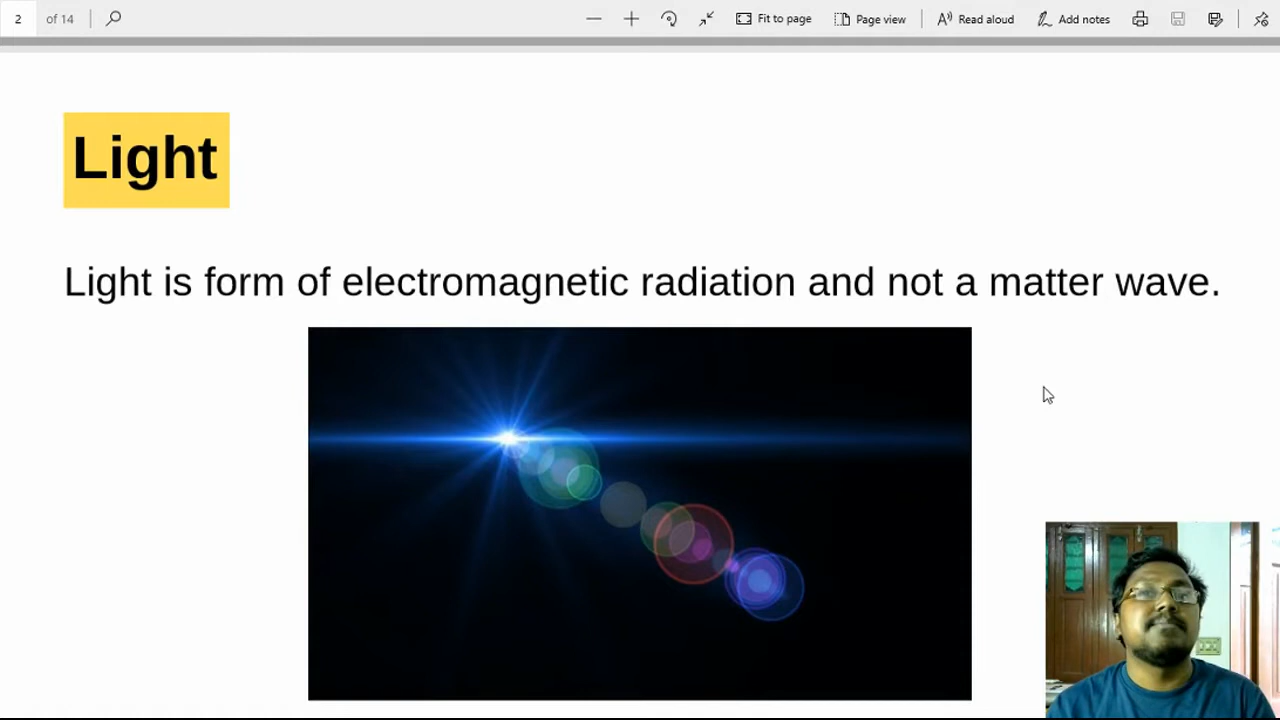 2 of 14 Fit to page Page view Read aloud Add notes
Light
Light is form of electromagnetic radiation and not a matter wave.